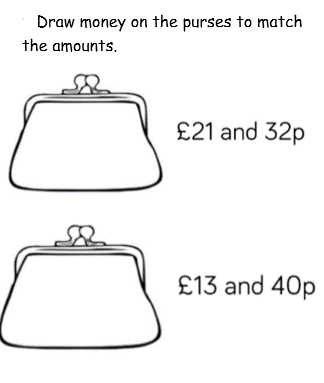 Draw money on the purses to match
the amounts.
£21 and 32p
£13 and 40p